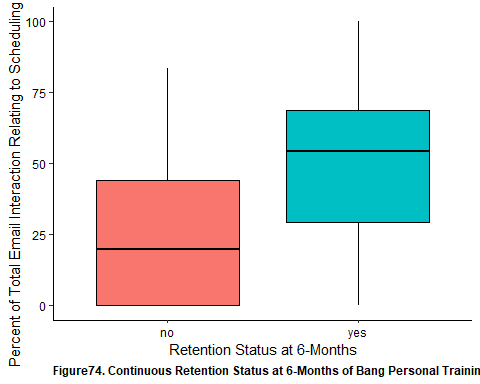 Percent of Total Email Interaction Relating to Scheduling
100
75
50
25
0
no
yes
Retention Status at 6-Months
Figure74. Continuous Retention Status at 6-Months of Bang Personal Trainin